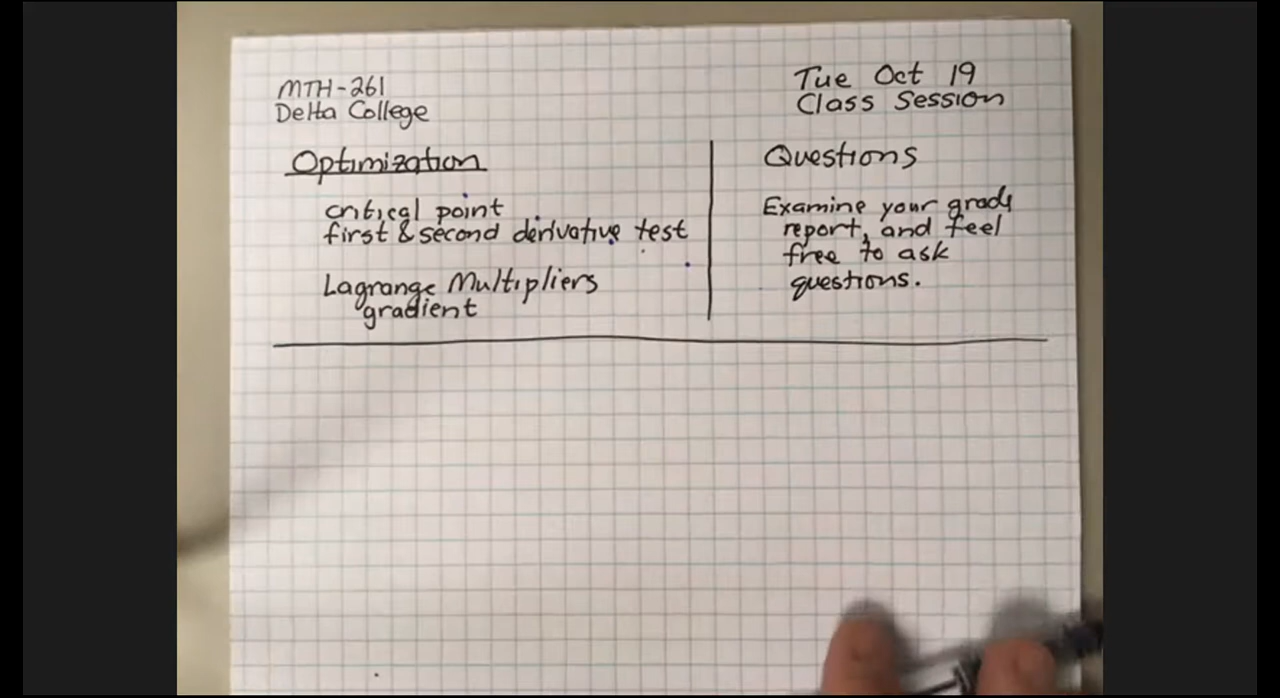 MTH-261
Delta College
Tue Oct 19
Class Session
Optimization
critical point
first & second derivative test
Lagrange Multipliers
gradient
Questions
Examine your grade
report, and feel
free to ask
questions.